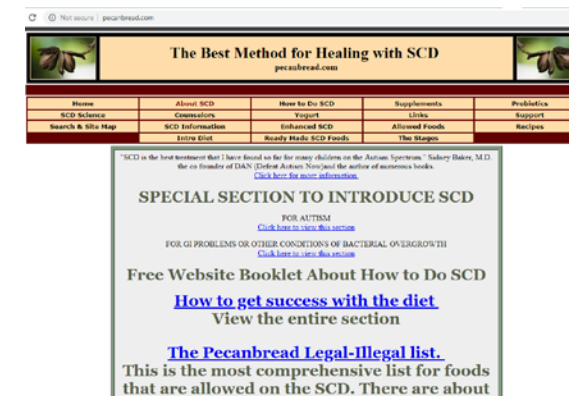 Not secure | pecanbread.com
The Best Method for Healing with SCD
pecanbread.com
Home About SCD How to Do SCD Supplements Probiotics
SCD Science Counselors Yogurt Links Support
Search & Site Map SCD Information Enhanced SCD Allowed Foods Recipes
Intro Diet Ready Made SCD Foods The Stages
"SCD is the best treatment that I have found so far for many children on the Autism Spectrum." Sidney Baker, M.D.
the co founder of DAN (Defeat Autism Now)and the author of numerous books.
Click here for more information.
SPECIAL SECTION TO INTRODUCE SCD
FOR AUTISM
Click here to view this section
FOR GI PROBLEMS OR OTHER CONDITIONS OF BACTERIAL OVERGROWTH
Click here to view this section
Free Website Booklet About How to Do SCD
How to get success with the diet
View the entire section
The Pecanbread Legal-Illegal list.
This is the most comprehensive list for foods
that are allowed on the SCD. There are about